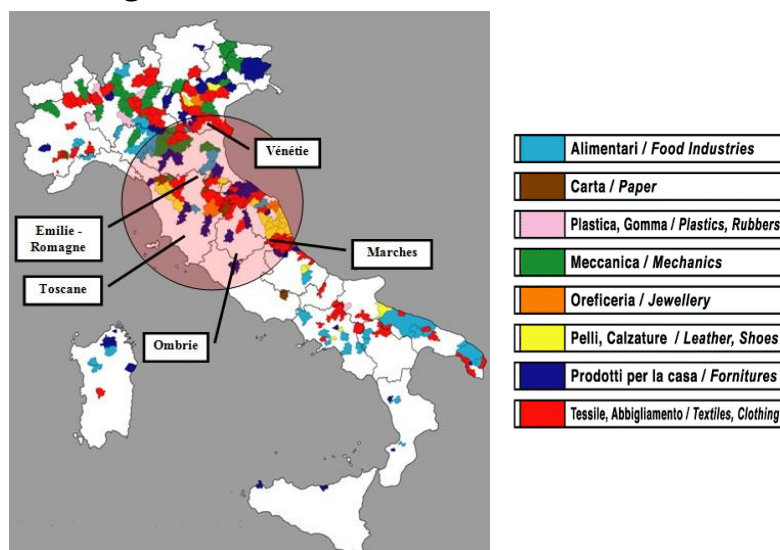 Vénétie
Emilie -
Romagne
Toscane
Marches
Ombrie
Alimentari / Food Industries
Carta / Paper
Plastica, Gomma / Plastics, Rubbers
Meccanica / Mechanics
Oreficeria / Jewellery
Pelli, Calzature / Leather, Shoes
Prodotti per la casa / Fornitures
Tessile, Abbigliamento / Textiles, Clothing